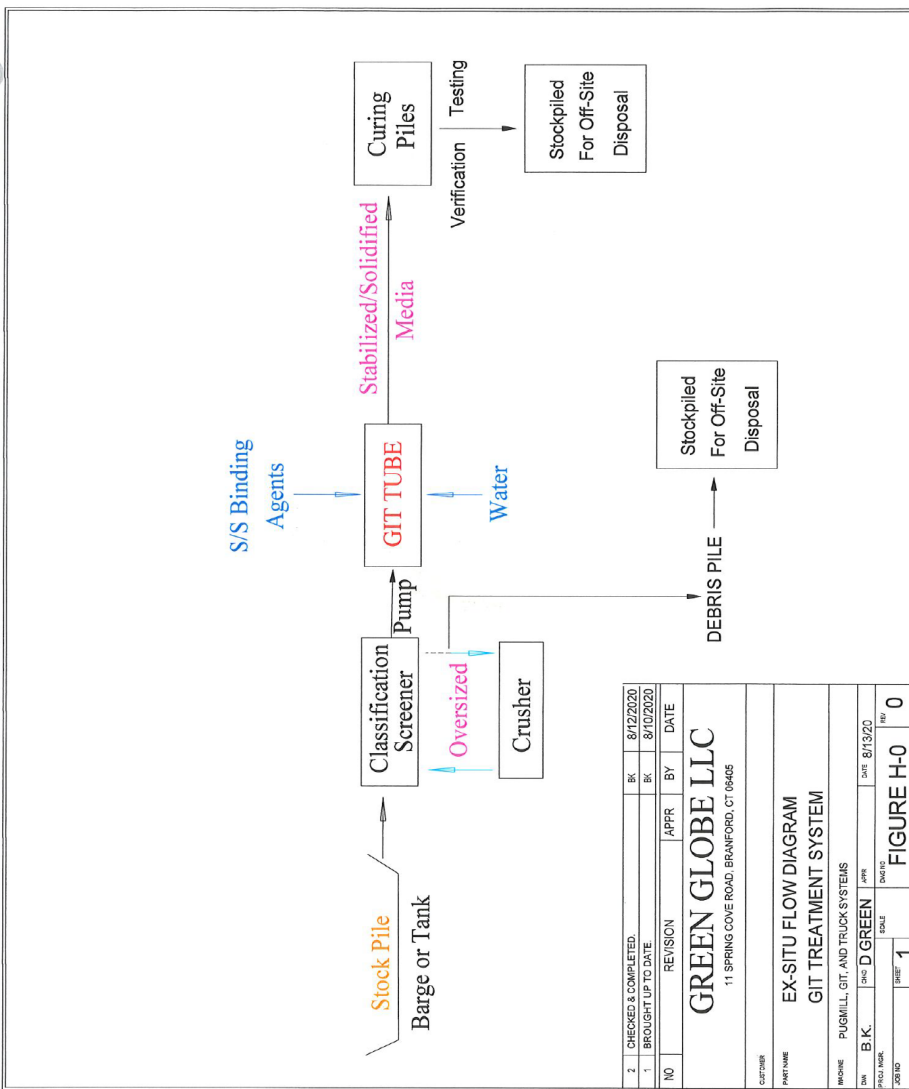 Stock Pile
Barge or Tank
Classification
Screener
Pump
Oversized
Crusher
S/S Binding
Agents
GIT TUBE
Water
Stabilized/Solidified
Media
Curing
Piles
Verification Testing
Stockpiled
For Off-Site
Disposal
DEBRIS PILE
Stockpiled
For Off-Site
Disposal
2 CHECKED & COMPLETED. BK 8/12/2020
1 BROUGHT UP TO DATE. BK 8/10/2020
NO REVISION APPR BY DATE
GREEN GLOBE LLC
11 SPRING COVE ROAD, BRANFORD, CT 06405
CUSTOMER
PART NAME
EX-SITU FLOW DIAGRAM
GIT TREATMENT SYSTEM
MACHINE PUGMILL, GIT, AND TRUCK SYSTEMS
DWN B.K. CHKD D GREEN APPR DATE 8/13/20
PROJ. MGR. SCALE DWG NO FIGURE H-0 REV 0
JOB NO SHEET 1